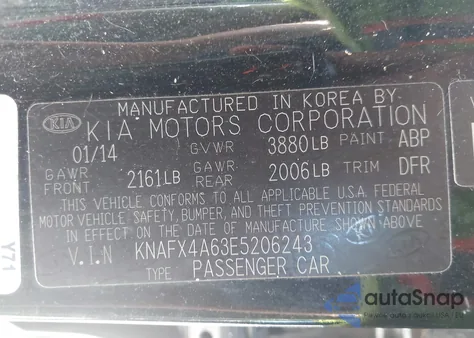 MANUFACTURED IN KOREA BY
KIA KIA MOTORS CORPORATION
01/14 GVWR 3880LB PAINT ABP
GAWR FRONT 2161LB GAWR REAR 2006LB TRIM DFR
THIS VEHICLE CONFORMS TO ALL APPLICABLE U.S.A. FEDERAL
MOTOR VEHICLE SAFETY, BUMPER, AND THEFT PREVENTION STANDARDS
IN EFFECT ON THE DATE OF MANUFACTURE SHOWN ABOVE.
V.I.N KNAFX4A63E5206243
TYPE PASSENGER CAR
Y71
autoSnap